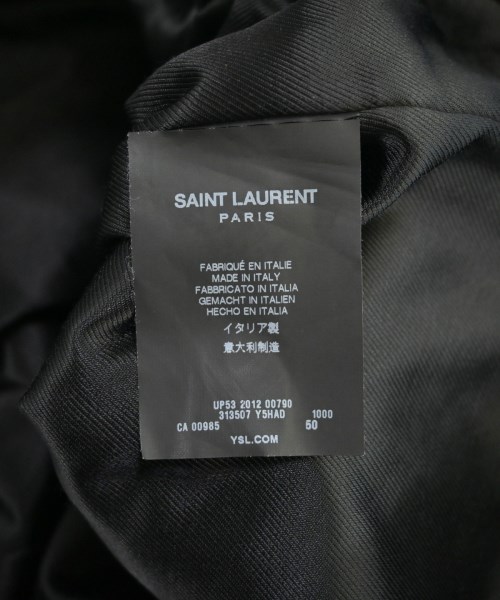 SAINT LAURENT
PARIS
FABRIQUÉ EN ITALIE
MADE IN ITALY
FABBRICATO IN ITALIA
GEMACHT IN ITALIEN
HECHO EN ITALIA
イタリア製
意大利制造
UP53 2012 00790
313507 Y5HAD 1000
CA 00985 50
YSL.COM